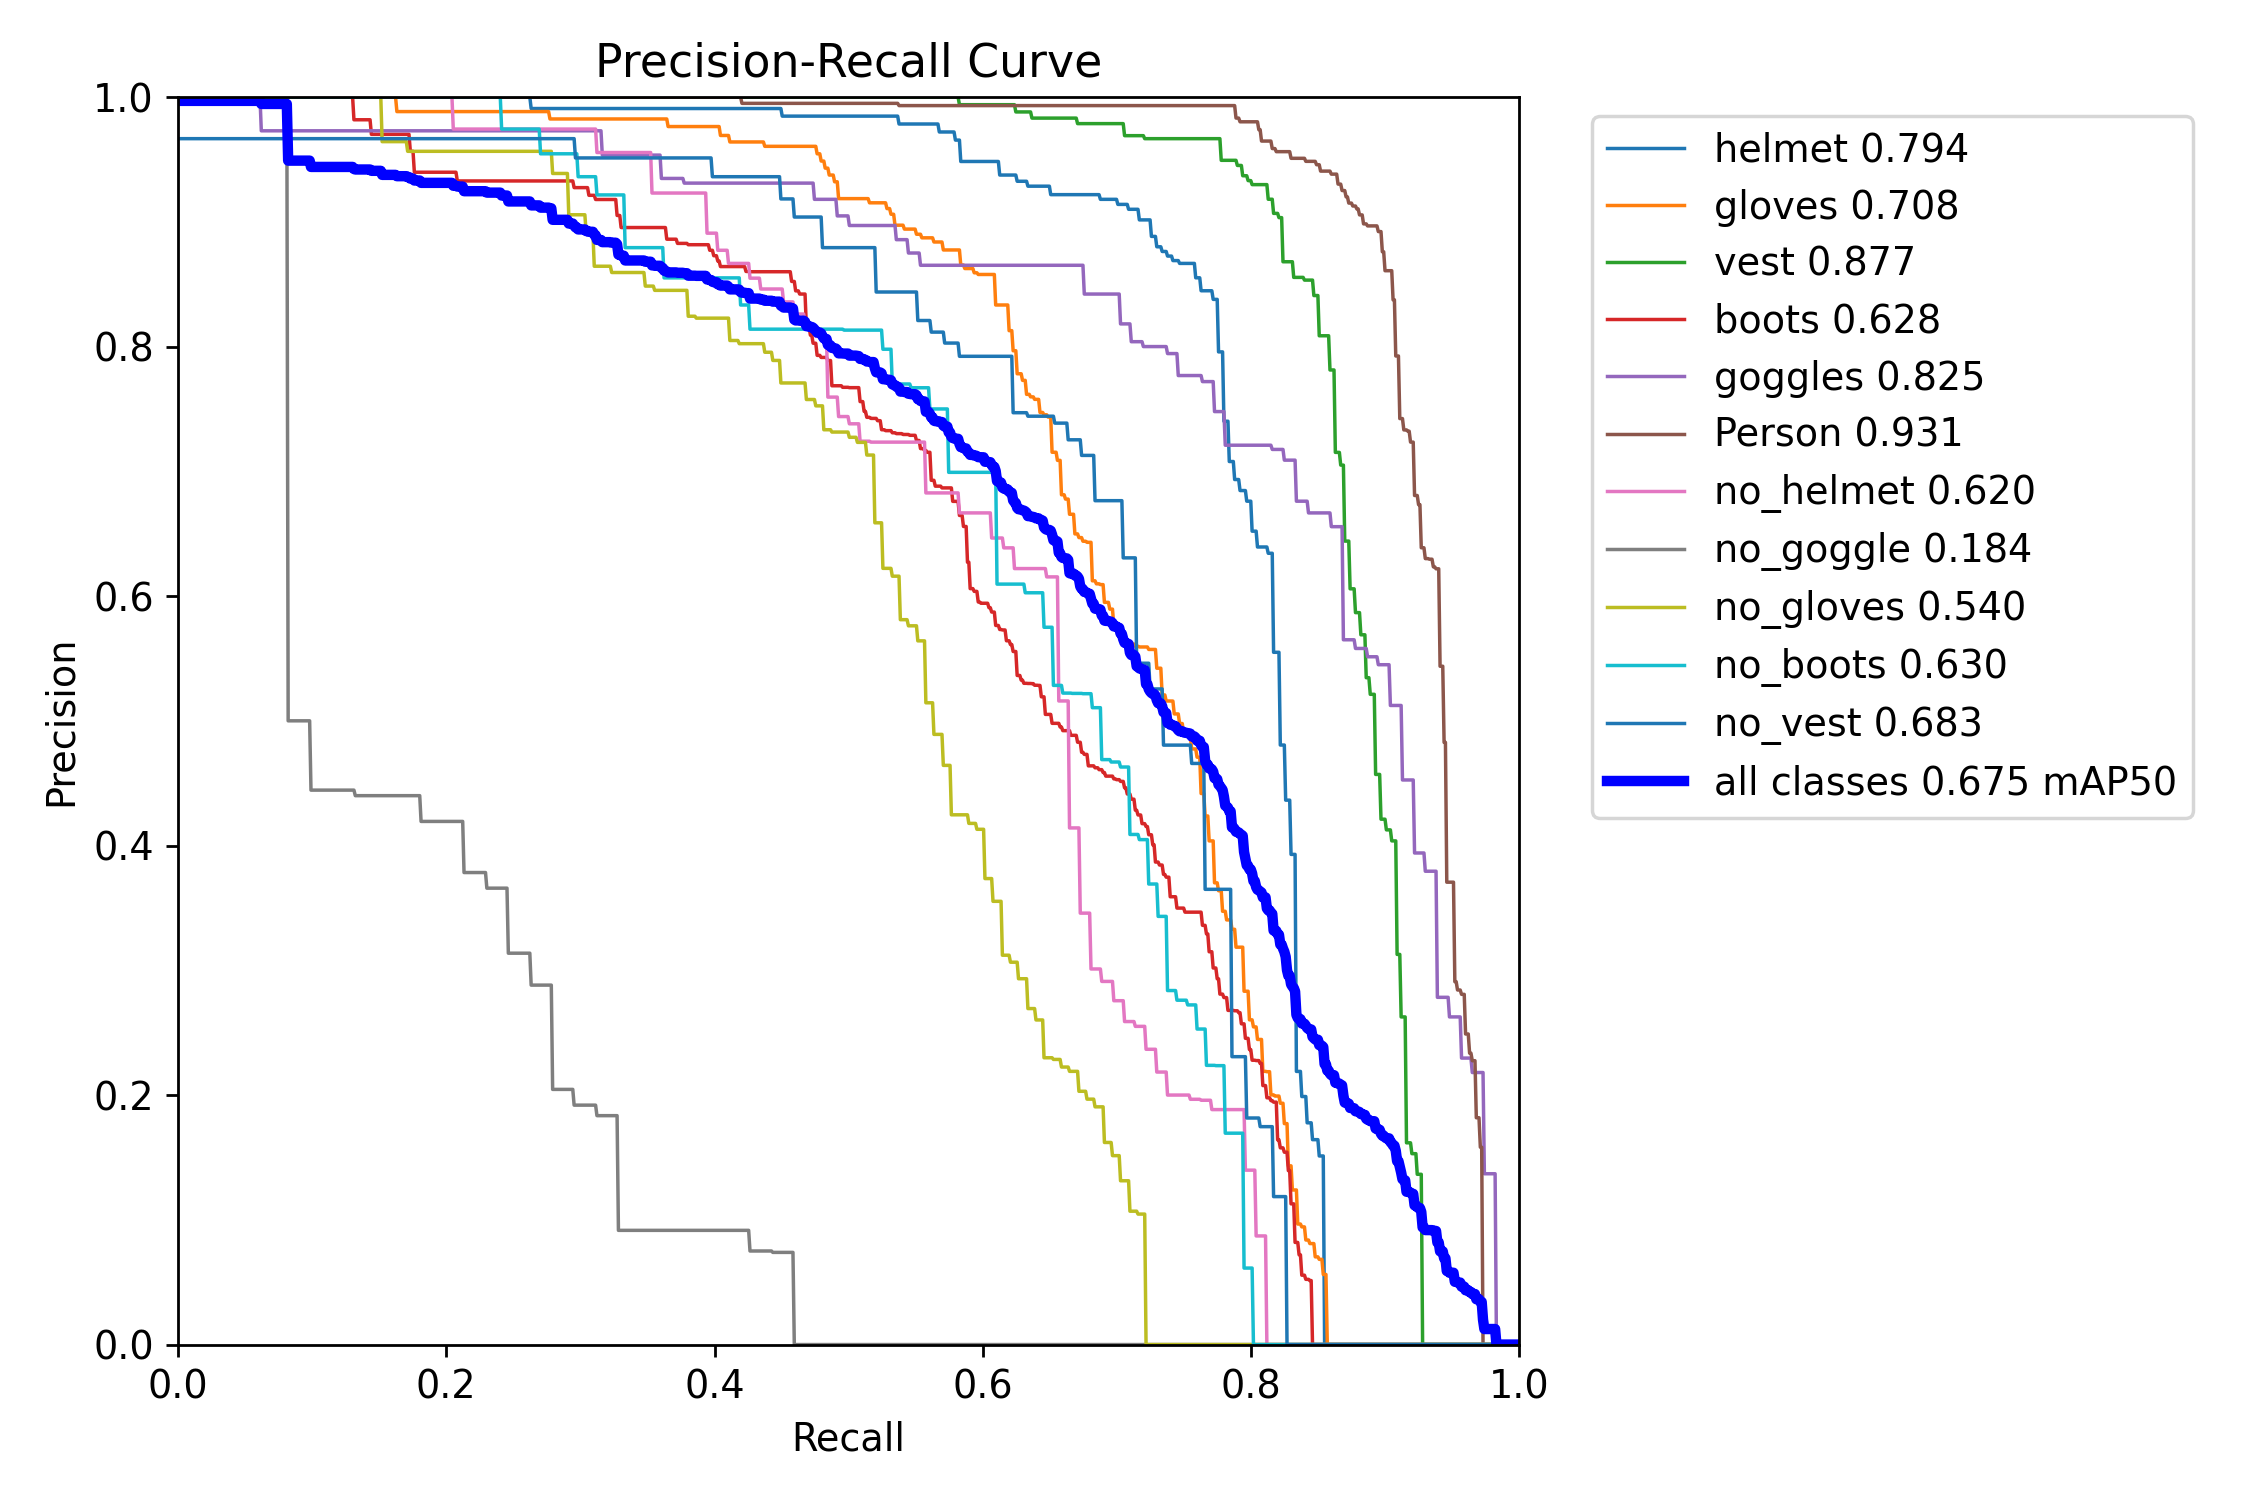 Precision-Recall Curve
1.0
0.8
0.6
0.4
0.2
0.0
Precision
0.0 0.2 0.4 0.6 0.8 1.0
Recall
helmet 0.794
gloves 0.708
vest 0.877
boots 0.628
goggles 0.825
Person 0.931
no_helmet 0.620
no_goggle 0.184
no_gloves 0.540
no_boots 0.630
no_vest 0.683
all classes 0.675 mAP50